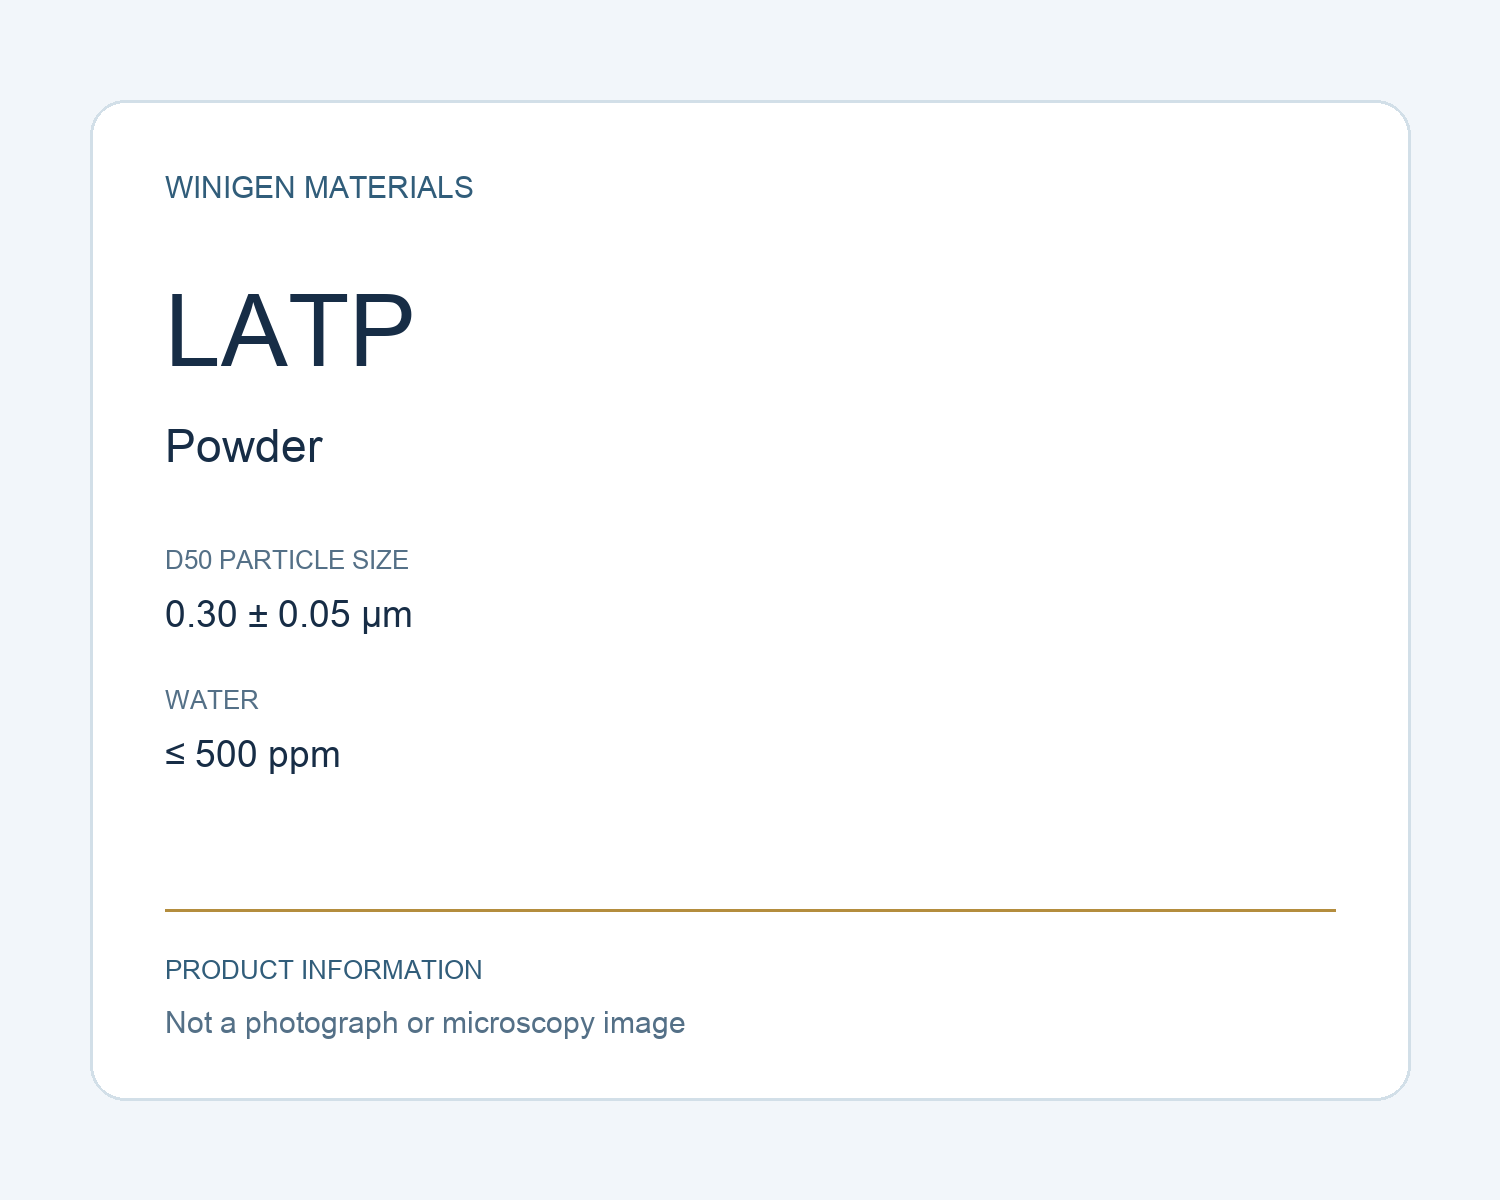 WINIGEN MATERIALS
LATP
Powder
D50 PARTICLE SIZE
0.30 ± 0.05 µm
WATER
≤ 500 ppm
PRODUCT INFORMATION
Not a photograph or microscopy image